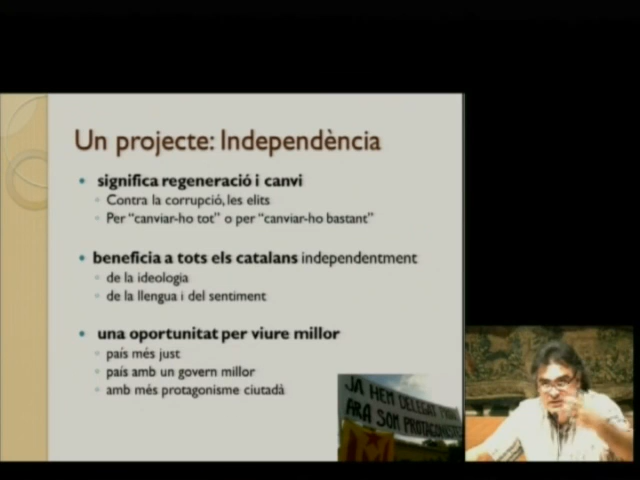 Un projecte: Independència
significa regeneració i canvi
Contra la corrupció, les elits
Per “canviar-ho tot” o per “canviar-ho bastant”
beneficia a tots els catalans independentment
de la ideologia
de la llengua i del sentiment
una oportunitat per viure millor
país més just
país amb un govern millor
amb més protagonisme ciutadà
JA HEM DELEGAT PROU
ARA SOM PROTAGONISTES